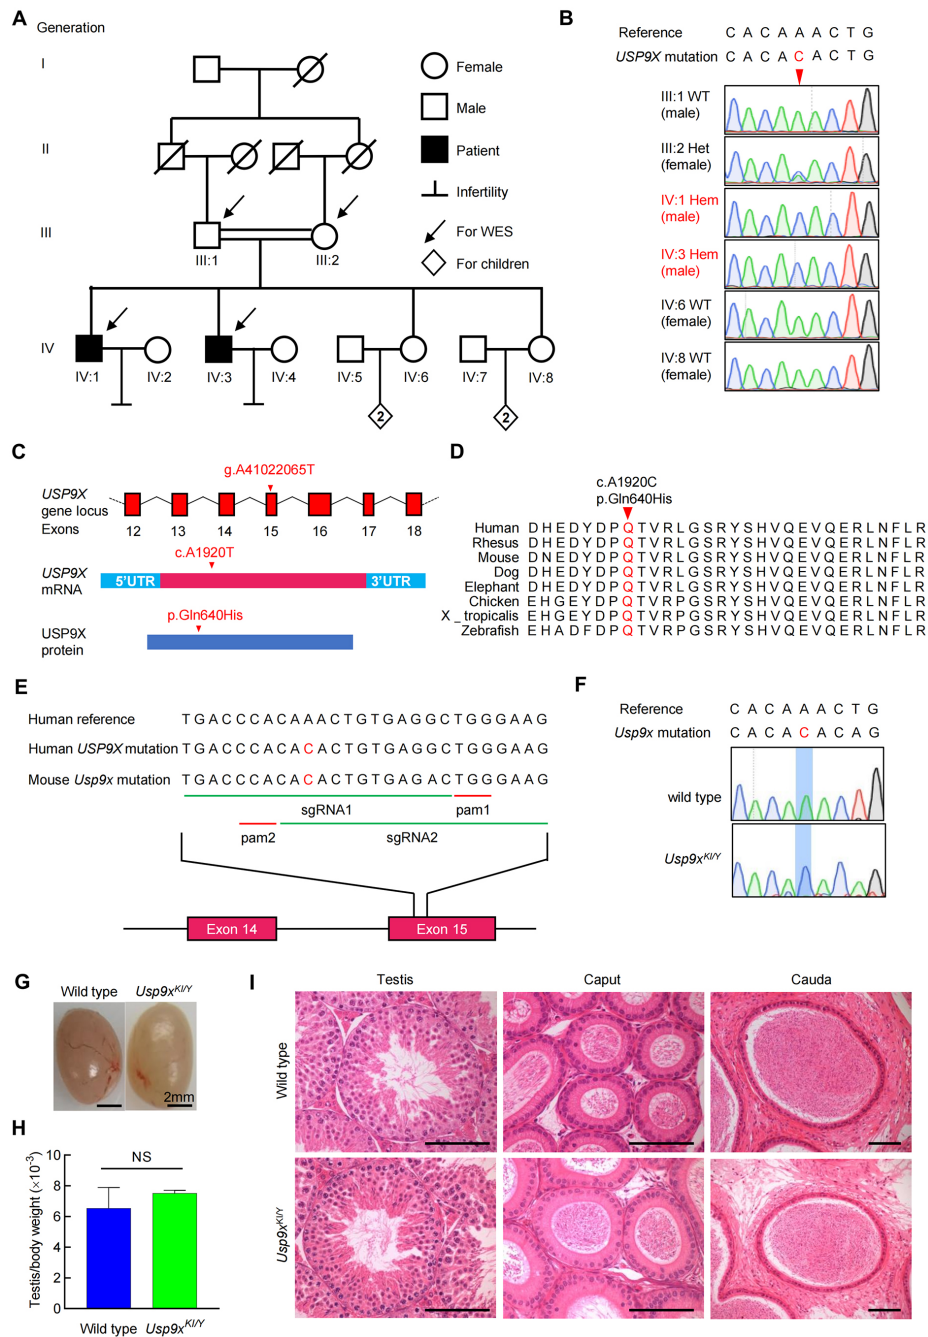 A
Generation
I
II
III
IV
Female
Male
Patient
Infertility
For WES
For children
III:1
III:2
IV:1
IV:2
IV:3
IV:4
IV:5
IV:6
IV:7
IV:8
2
2
B
Reference C A C A A A C T G
USP9X mutation C A C A C A C T G
III:1 WT
(male)
III:2 Het
(female)
IV:1 Hem
(male)
IV:3 Hem
(male)
IV:6 WT
(female)
IV:8 WT
(female)
C
g.A41022065T
USP9X
gene locus
Exons 12 13 14 15 16 17 18
c.A1920T
USP9X
mRNA
5'UTR
3'UTR
p.Gln640His
USP9X
protein
D
c.A1920C
p.Gln640His
Human D H E D Y D P Q T V R L G S R Y S H V Q E V Q E R L N F L R
Rhesus D H E D Y D P Q T V R L G S R Y S H V Q E V Q E R L N F L R
Mouse D N E D Y D P Q T V R L G S R Y S H V Q E V Q E R L N F L R
Dog D H E D Y D P Q T V R L G S R Y S H V Q E V Q E R L N F L R
Elephant D H E D Y D P Q T V R L G S R Y S H V Q E V Q E R L N F L R
Chicken E H G E Y D P Q T V R P G S R Y S H V Q E V Q E R L N F L R
X_tropicalis E H G E Y D P Q T V R P G S R Y S H V Q E V Q E R L N F L R
Zebrafish E H A D F D P Q T V R P G S R Y S H V Q E V Q E R L N F L R
E
Human reference T G A C C C A C A A A C T G T G A G G C T G G G A A G
Human USP9X mutation T G A C C C A C A C A C T G T G A G G C T G G G A A G
Mouse Usp9x mutation T G A C C C A C A C A C T G T G A G A C T G G G A A G
sgRNA1
pam1
pam2
sgRNA2
Exon 14
Exon 15
F
Reference C A C A A A C T G
Usp9x mutation C A C A C A C A G
wild type
Usp9xKI/Y
G
Wild type
Usp9xKI/Y
2mm
H
Testis/body weight (×10-3)
10
8
6
4
2
0
NS
Wild type
Usp9xKI/Y
I
Testis
Caput
Cauda
Wild type
Usp9xKI/Y